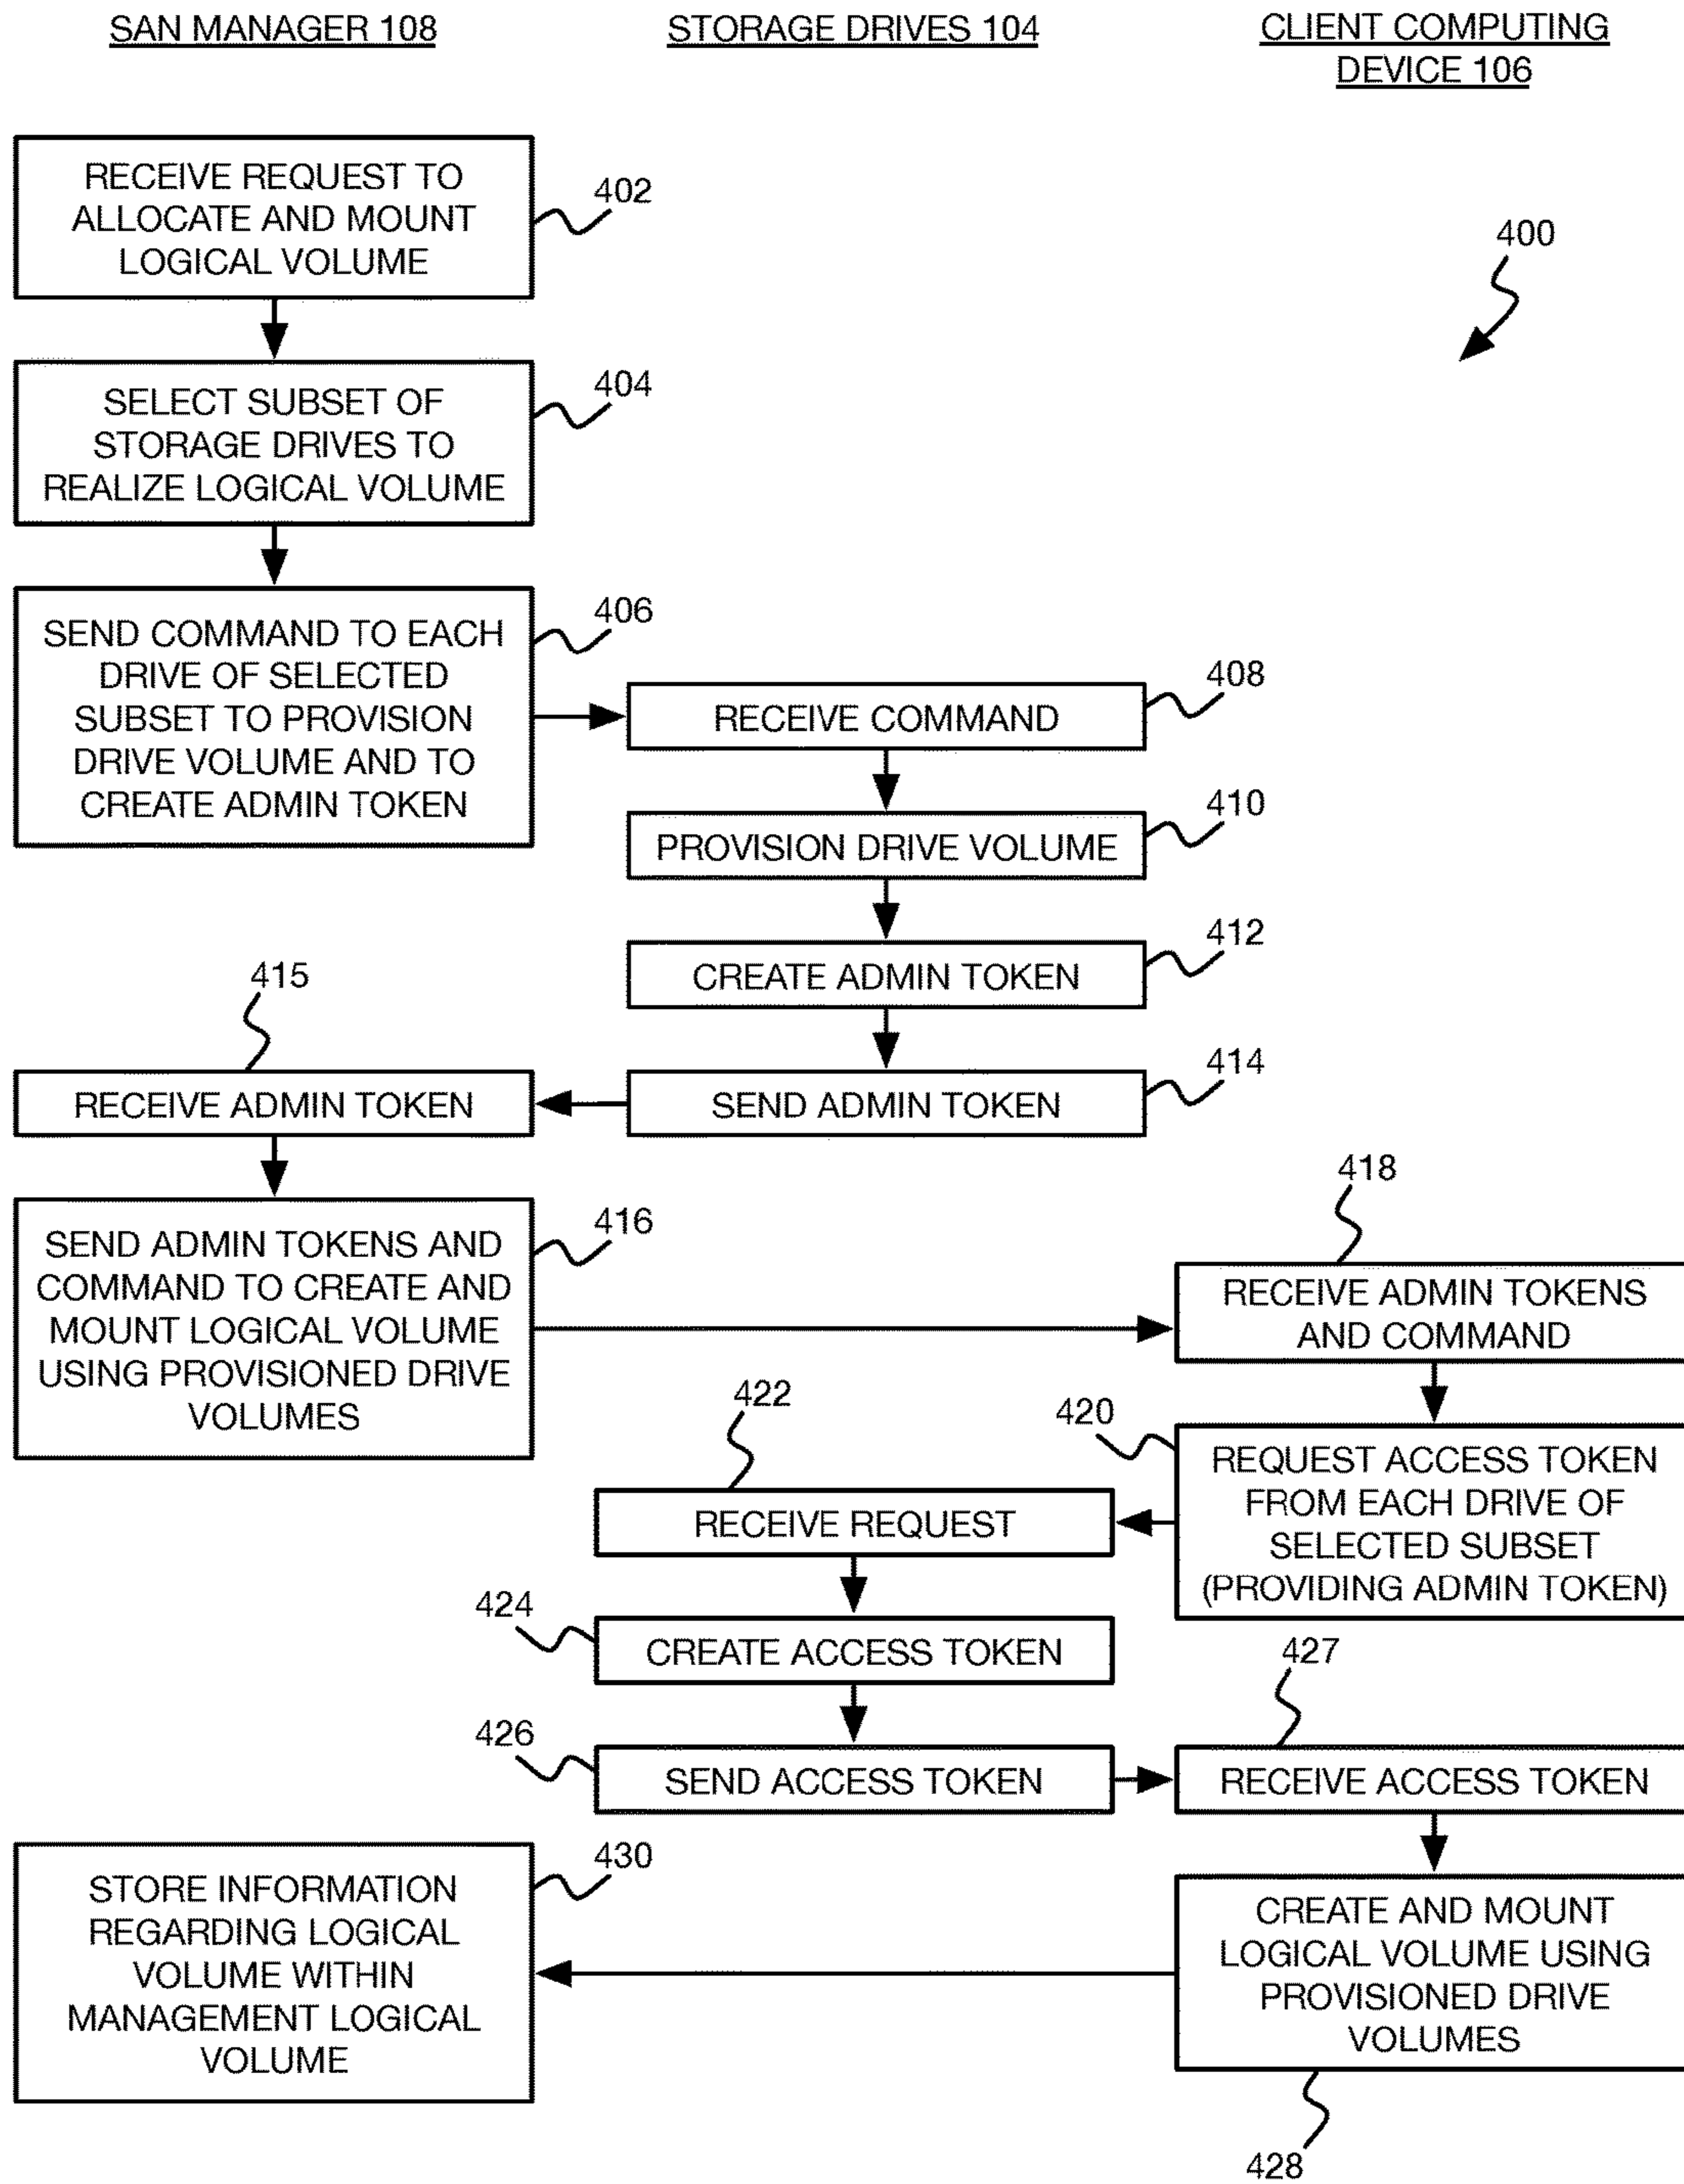 SAN MANAGER 108
STORAGE DRIVES 104
CLIENT COMPUTING
DEVICE 106
RECEIVE REQUEST TO
ALLOCATE AND MOUNT
LOGICAL VOLUME
402
400
SELECT SUBSET OF
STORAGE DRIVES TO
REALIZE LOGICAL VOLUME
404
SEND COMMAND TO EACH
DRIVE OF SELECTED
SUBSET TO PROVISION
DRIVE VOLUME AND TO
CREATE ADMIN TOKEN
406
RECEIVE COMMAND
408
PROVISION DRIVE VOLUME
410
CREATE ADMIN TOKEN
412
SEND ADMIN TOKEN
414
415
RECEIVE ADMIN TOKEN
SEND ADMIN TOKENS AND
COMMAND TO CREATE AND
MOUNT LOGICAL VOLUME
USING PROVISIONED DRIVE
VOLUMES
416
418
RECEIVE ADMIN TOKENS
AND COMMAND
420
REQUEST ACCESS TOKEN
FROM EACH DRIVE OF
SELECTED SUBSET
(PROVIDING ADMIN TOKEN)
422
RECEIVE REQUEST
424
CREATE ACCESS TOKEN
426
SEND ACCESS TOKEN
427
RECEIVE ACCESS TOKEN
CREATE AND MOUNT
LOGICAL VOLUME USING
PROVISIONED DRIVE
VOLUMES
428
STORE INFORMATION
REGARDING LOGICAL
VOLUME WITHIN
MANAGEMENT LOGICAL
VOLUME
430